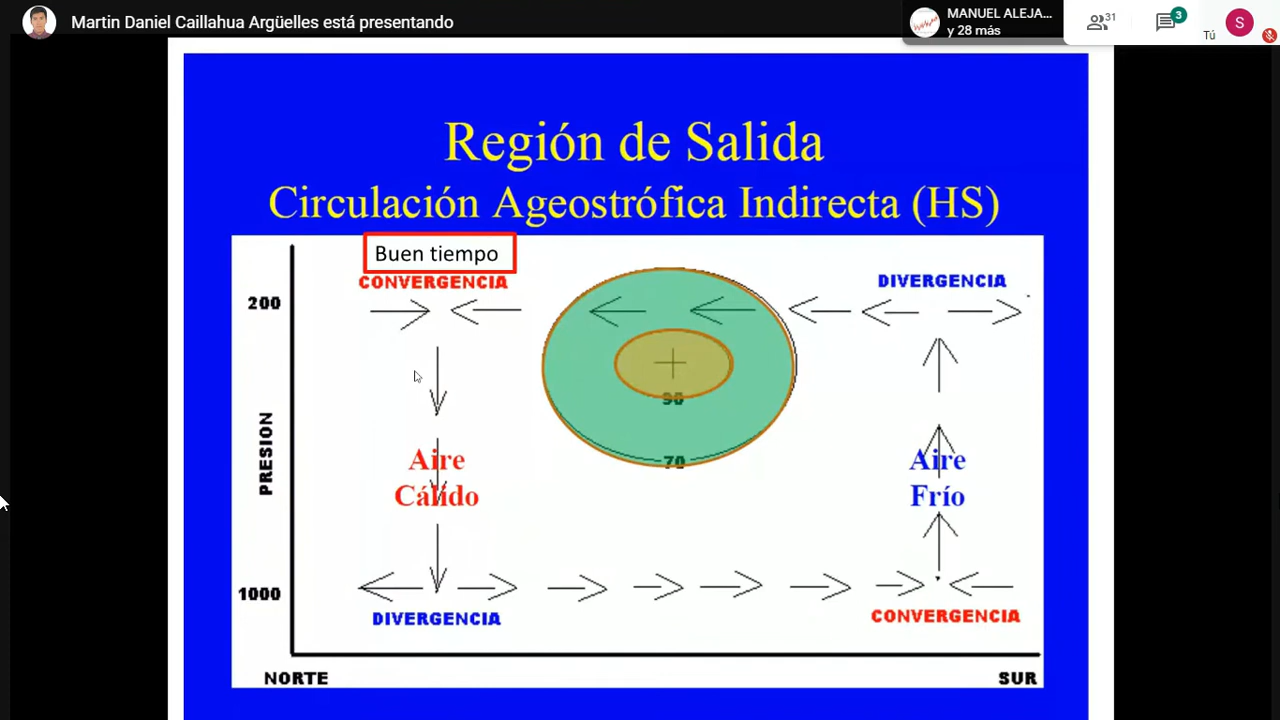 Martin Daniel Caillahua Argüelles está presentando
MANUEL ALEJA...
y 28 más
31
3
Tú
S
Región de Salida
Circulación Ageostrófica Indirecta (HS)
Buen tiempo
CONVERGENCIA
DIVERGENCIA
200
90
70
PRESION
Aire
Cálido
Aire
Frío
1000
DIVERGENCIA
CONVERGENCIA
NORTE
SUR